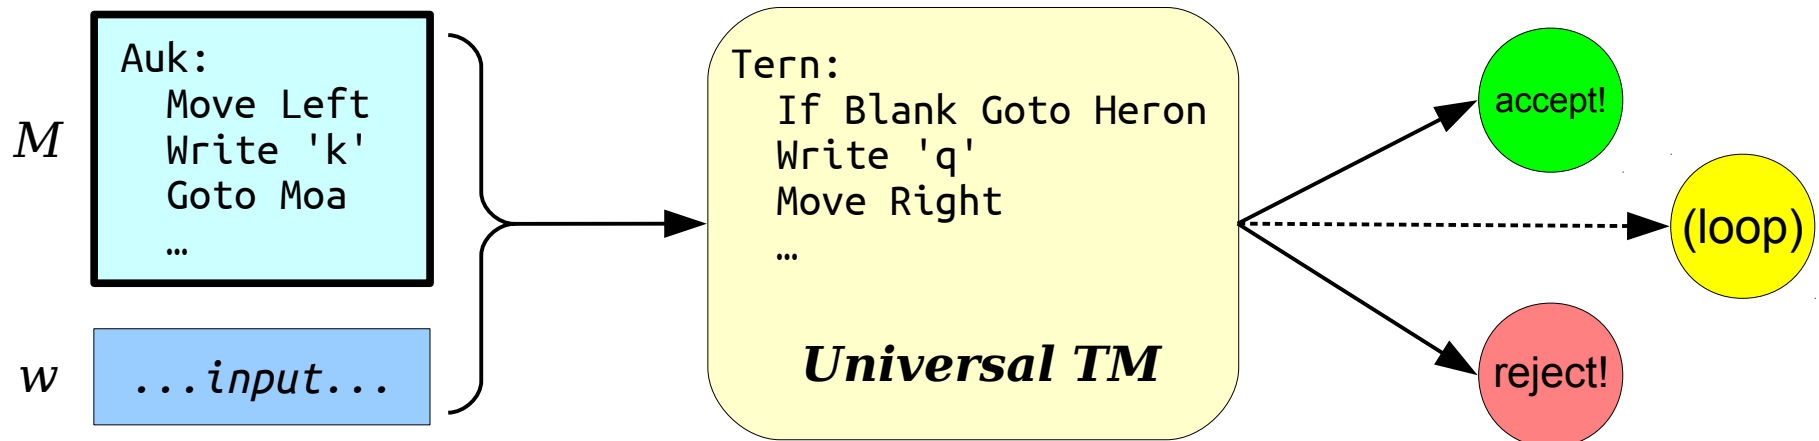 M
Auk:
Move Left
Write 'k'
Goto Moa
…
w
...input...
Tern:
If Blank Goto Heron
Write 'q'
Move Right
…
Universal TM
accept!
(loop)
reject!